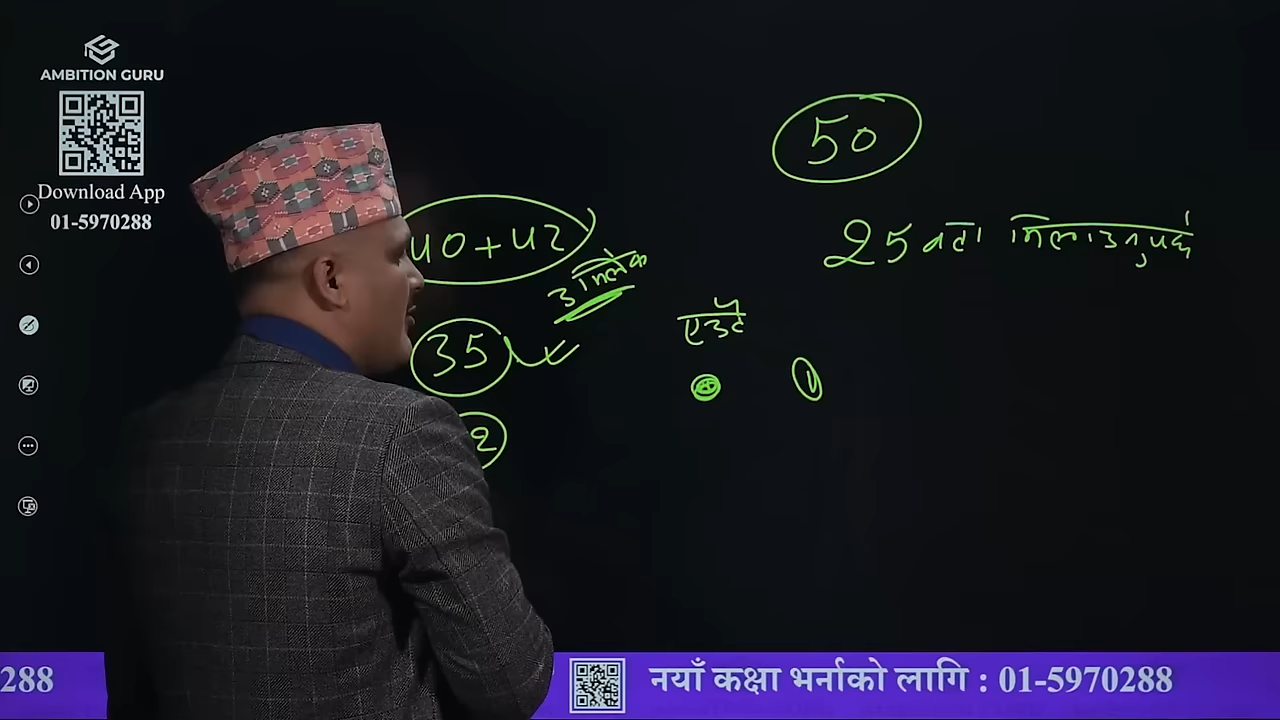 AMBITION GURU
Download App
01-5970288
50
25 वटा मिलाउनुपर्छ
40+42
35
एउटै
288
नयाँ कक्षा भर्नाको लागि : 01-5970288